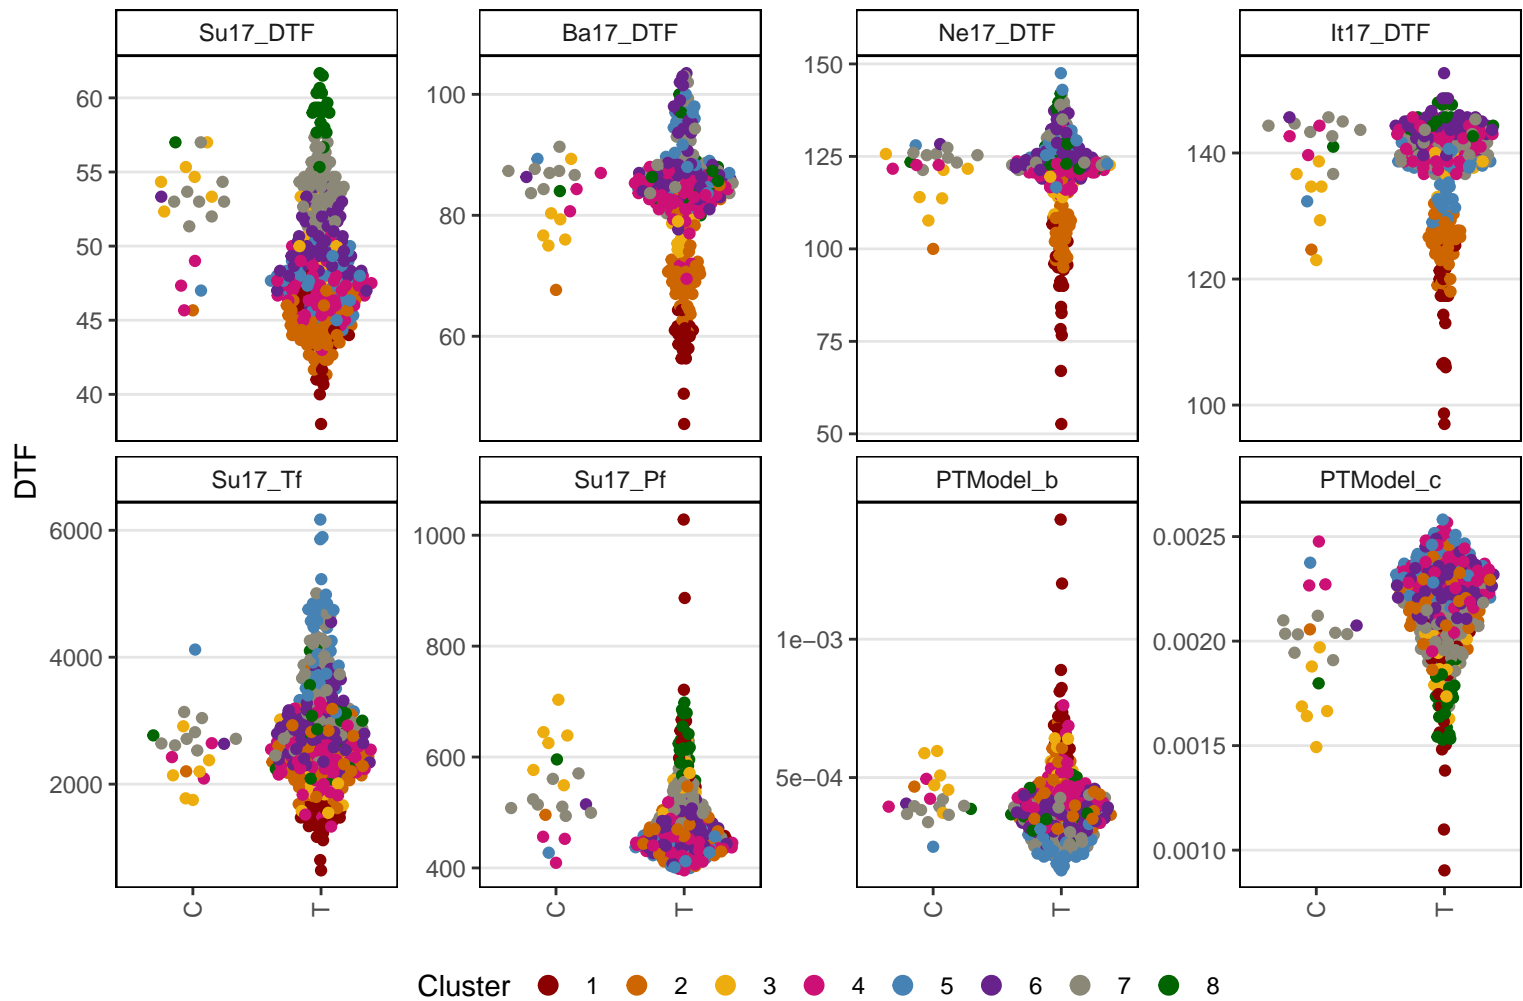 Su17_DTF Ba17_DTF Ne17_DTF It17_DTF
60 55 50 45 40
100 80 60
150 125 100 75 50
140 120 100
DTF
Su17_Tf Su17_Pf PTModel_b PTModel_c
6000 4000 2000
1000 800 600 400
1e−03 5e−04
0.0025 0.0020 0.0015 0.0010
C T C T C T C T
Cluster 1 2 3 4 5 6 7 8